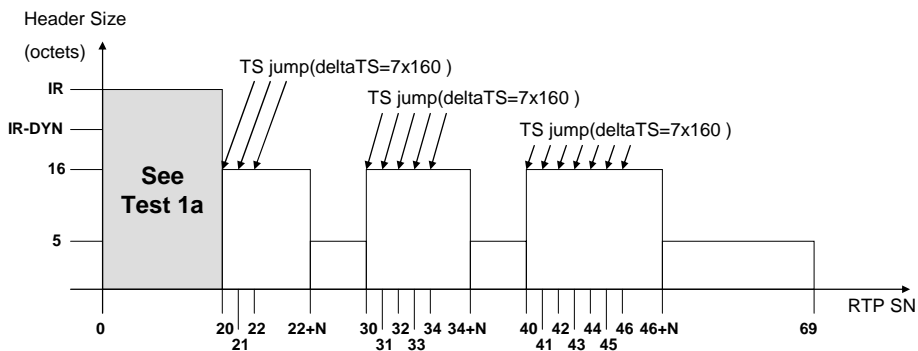 Header Size
(octets)
TS jump(deltaTS=7x160 )
TS jump(deltaTS=7x160 )
TS jump(deltaTS=7x160 )
IR
IR-DYN
16
5
See
Test 1a
RTP SN
0 20 22 22+N 30 32 34 34+N 40 42 44 46 46+N 69
21 31 33 41 43 45